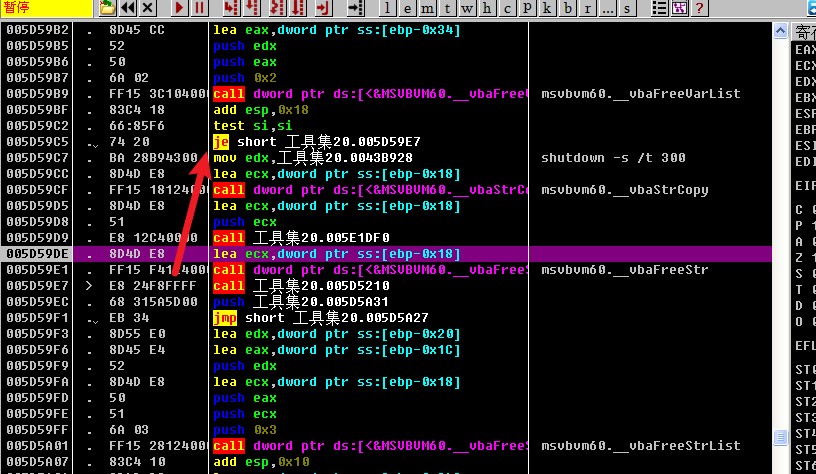 暂停 l e m t w h c p k b r ... s ?
005D59B2 . 8D45 CC lea eax,dword ptr ss:[ebp-0x34]
005D59B5 . 52 push edx
005D59B6 . 50 push eax
005D59B7 . 6A 02 push 0x2
005D59B9 . FF15 3C104000 call dword ptr ds:[<&MSVBVM60.__vbaFreeVarList msvbvm60.__vbaFreeVarList
005D59BF . 83C4 18 add esp,0x18
005D59C2 . 66:85F6 test si,si
005D59C5 . 74 20 je short 工具集20.005D59E7
005D59C7 . BA 28B94300 mov edx,工具集20.0043B928 shutdown -s /t 300
005D59CC . 8D4D E8 lea ecx,dword ptr ss:[ebp-0x18]
005D59CF . FF15 18124000 call dword ptr ds:[<&MSVBVM60.__vbaStrCo msvbvm60.__vbaStrCopy
005D59D5 . 8D4D E8 lea ecx,dword ptr ss:[ebp-0x18]
005D59D8 . 51 push ecx
005D59D9 . E8 12C40000 call 工具集20.005E1DF0
005D59DE . 8D4D E8 lea ecx,dword ptr ss:[ebp-0x18]
005D59E1 . FF15 F4124000 call dword ptr ds:[<&MSVBVM60.__vbaFreeS msvbvm60.__vbaFreeStr
005D59E7 > E8 24F8FFFF call 工具集20.005D5210
005D59EC . 68 315A5D00 push 工具集20.005D5A31
005D59F1 . EB 34 jmp short 工具集20.005D5A27
005D59F3 . 8D55 E0 lea edx,dword ptr ss:[ebp-0x20]
005D59F6 . 8D45 E4 lea eax,dword ptr ss:[ebp-0x1C]
005D59F9 . 52 push edx
005D59FA . 8D4D E8 lea ecx,dword ptr ss:[ebp-0x18]
005D59FD . 50 push eax
005D59FE . 51 push ecx
005D59FF . 6A 03 push 0x3
005D5A01 . FF15 28124000 call dword ptr ds:[<&MSVBVM60.__vbaFreeS msvbvm60.__vbaFreeStrList
005D5A07 . 83C4 10 add esp,0x10
EAX
ECX
EDX
EBX
ESP
EBP
ESI
EDI
EIP
C 0
P 1
A 0
Z 1
S 0
T 0
D 0
O 0
EFL
ST0
ST1
ST2
ST3
ST4
ST5